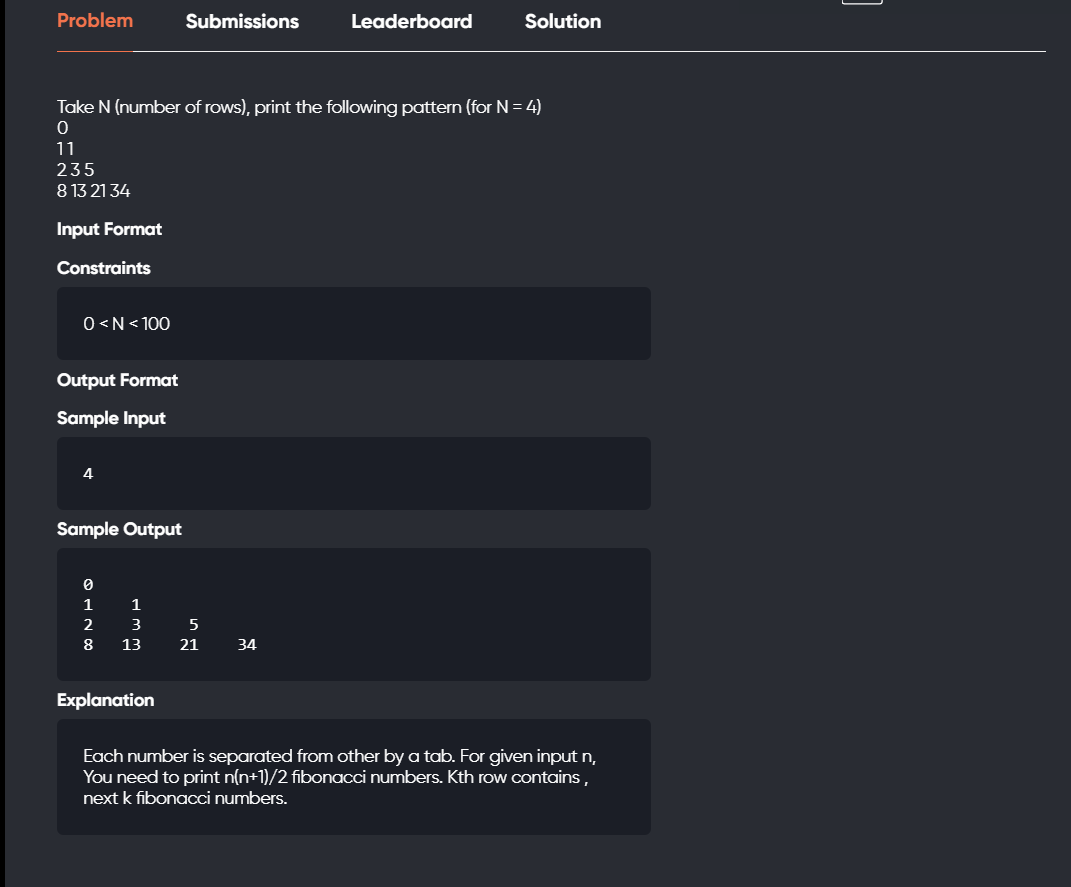 Problem Submissions Leaderboard Solution
Take N (number of rows), print the following pattern (for N = 4)
0
1 1
2 3 5
8 13 21 34
Input Format
Constraints
0 < N < 100
Output Format
Sample Input
4
Sample Output
0
1 1
2 3 5
8 13 21 34
Explanation
Each number is separated from other by a tab. For given input n,
You need to print n(n+1)/2 fibonacci numbers. Kth row contains ,
next k fibonacci numbers.